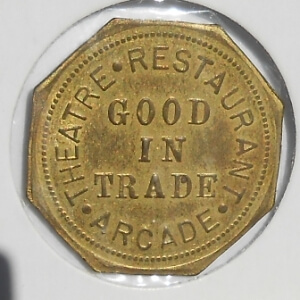 THEATRE • RESTAURANT • ARCADE •
GOOD
IN
TRADE